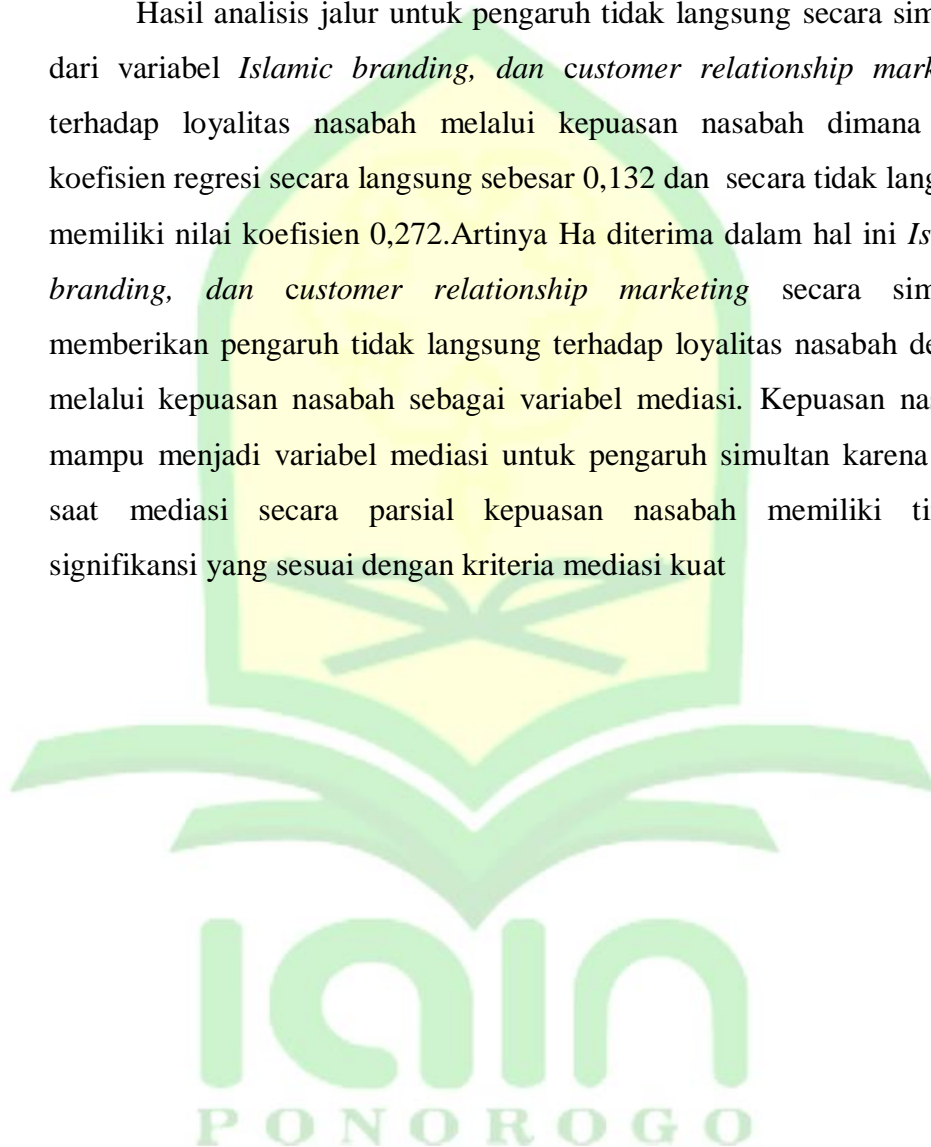 Hasil analisis jalur untuk pengaruh tidak langsung secara sim
dari variabel Islamic branding, dan customer relationship mark
terhadap loyalitas nasabah melalui kepuasan nasabah dimana
koefisien regresi secara langsung sebesar 0,132 dan secara tidak lang
memiliki nilai koefisien 0,272.Artinya Ha diterima dalam hal ini Is
branding, dan customer relationship marketing secara sim
memberikan pengaruh tidak langsung terhadap loyalitas nasabah de
melalui kepuasan nasabah sebagai variabel mediasi. Kepuasan nas
mampu menjadi variabel mediasi untuk pengaruh simultan karena
saat mediasi secara parsial kepuasan nasabah memiliki ti
signifikansi yang sesuai dengan kriteria mediasi kuat
IAIN
PONOROGO